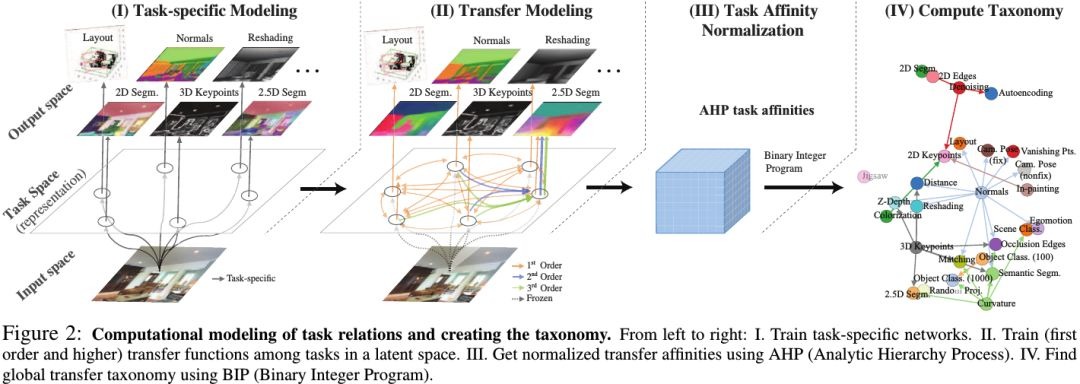 (I) Task-specific Modeling
(II) Transfer Modeling
(III) Task Affinity
Normalization
(IV) Compute Taxonomy
Output space
Task Space
(representation)
Input space
Layout
Normals
Reshading
...
2D Segm.
3D Keypoints
2.5D Segm
Task-specific
Layout
Normals
Reshading
...
2D Segm.
3D Keypoints
2.5D Segm
1st Order
2nd Order
3rd Order
Frozen
AHP task affinities
Binary Integer
Program
2D Segm.
2D Edges
Denoising
Autoencoding
Layout
2D Keypoints
Cam. Pose
(fix)
Vanishing Pts.
Cam. Pose
(nonfix)
Jigsaw
Distance
Normals
In-painting
Z-Depth
Reshading
Colorization
Egomotion
Scene Class.
3D Keypoints
Occlusion Edges
Matching
Object Class. (100)
Object Class. (1000)
Semantic Segm.
2.5D Segm.
Random Proj.
Curvature
Figure 2: Computational modeling of task relations and creating the taxonomy. From left to right: I. Train task-specific networks. II. Train (first
order and higher) transfer functions among tasks in a latent space. III. Get normalized transfer affinities using AHP (Analytic Hierarchy Process). IV. Find
global transfer taxonomy using BIP (Binary Integer Program).